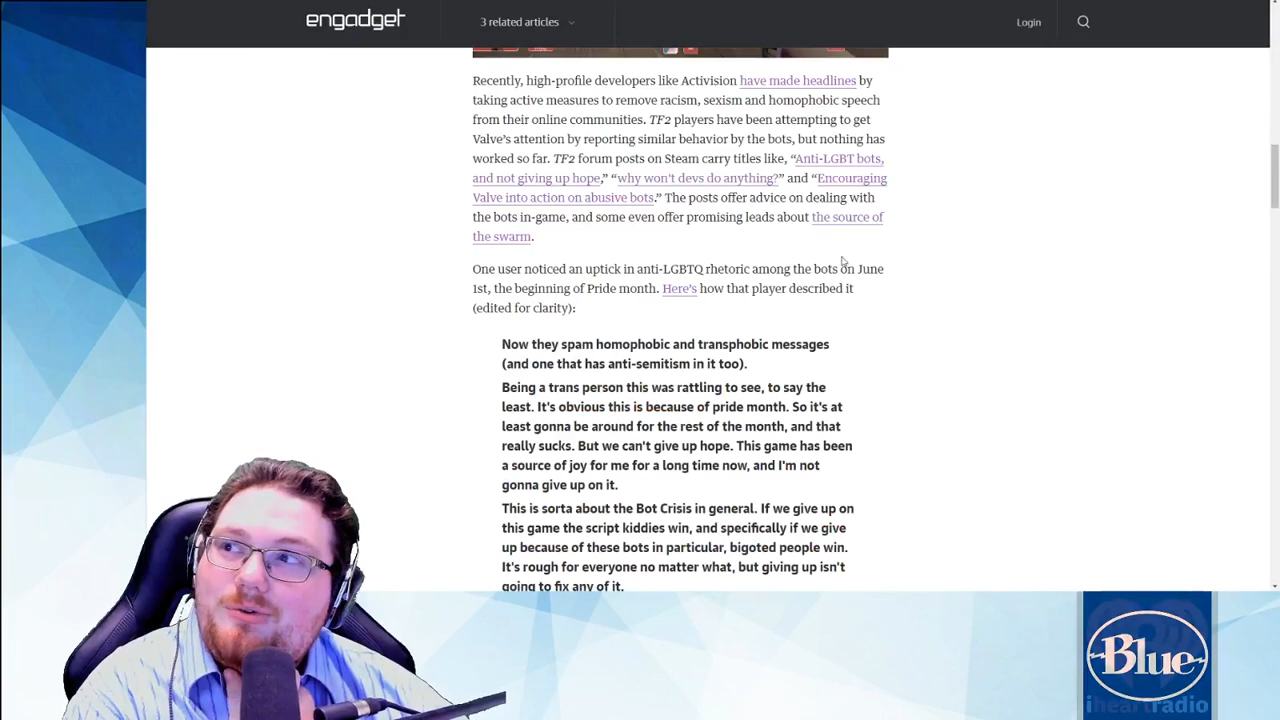 engadget
3 related articles
Login
Recently, high-profile developers like Activision have made headlines by
taking active measures to remove racism, sexism and homophobic speech
from their online communities. TF2 players have been attempting to get
Valve's attention by reporting similar behavior by the bots, but nothing has
worked so far. TF2 forum posts on Steam carry titles like, “Anti-LGBT bots,
and not giving up hope,” “why won't devs do anything?” and “Encouraging
Valve into action on abusive bots.” The posts offer advice on dealing with
the bots in-game, and some even offer promising leads about the source of
the swarm.
One user noticed an uptick in anti-LGBTQ rhetoric among the bots on June
1st, the beginning of Pride month. Here's how that player described it
(edited for clarity):
Now they spam homophobic and transphobic messages
(and one that has anti-semitism in it too).
Being a trans person this was rattling to see, to say the
least. It's obvious this is because of pride month. So it's at
least gonna be around for the rest of the month, and that
really sucks. But we can't give up hope. This game has been
a source of joy for me for a long time now, and I'm not
gonna give up on it.
This is sorta about the Bot Crisis in general. If we give up on
this game the script kiddies win, and specifically if we give
up because of these bots in particular, bigoted people win.
It's rough for everyone no matter what, but giving up isn't
going to fix any of it.
Blue
iheartradio